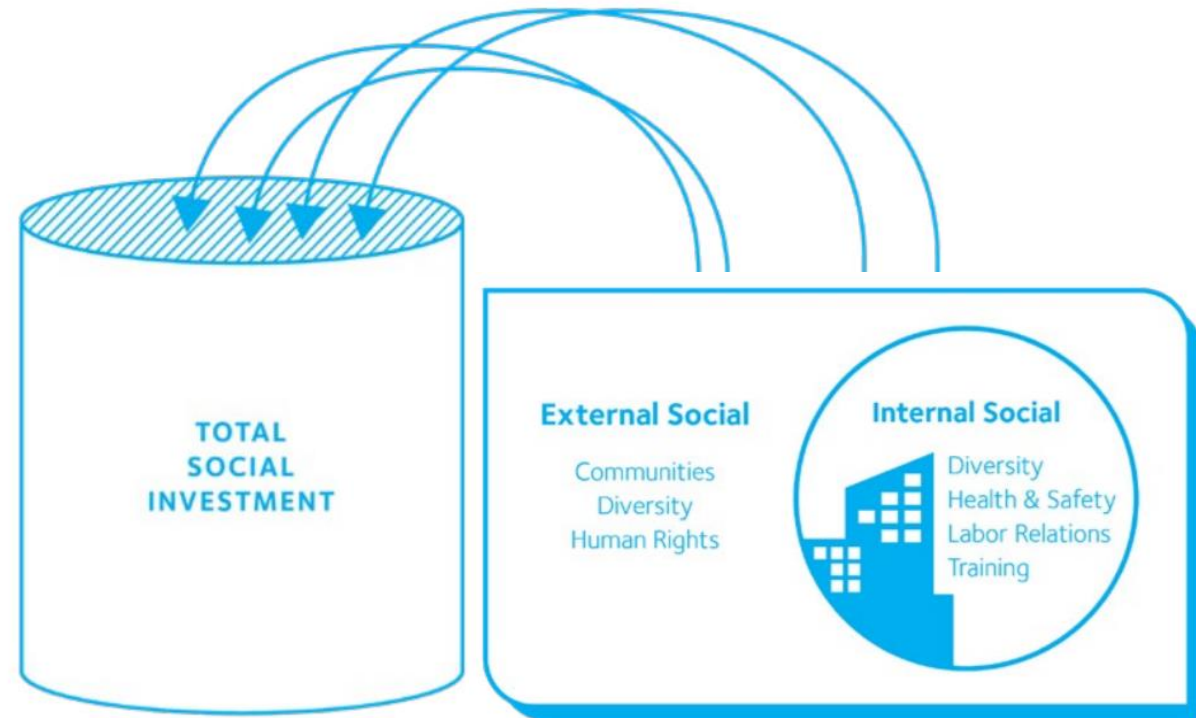 TOTAL
SOCIAL
INVESTMENT
External Social
Communities
Diversity
Human Rights
Internal Social
Diversity
Health & Safety
Labor Relations
Training